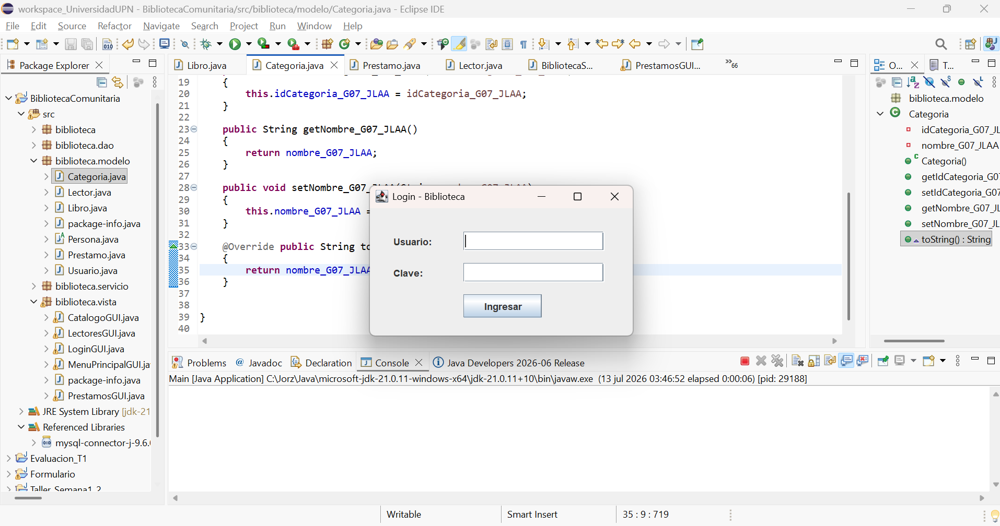 workspace_UniversidadUPN - BibliotecaComunitaria/src/biblioteca/modelo/Categoria.java - Eclipse IDE
File Edit Source Refactor Navigate Search Project Run Window Help
Package Explorer
BibliotecaComunitaria
src
biblioteca
biblioteca.dao
biblioteca.modelo
Categoria.java
Lector.java
Libro.java
package-info.java
Persona.java
Prestamo.java
Usuario.java
biblioteca.servicio
biblioteca.vista
CatalogoGUI.java
LectoresGUI.java
LoginGUI.java
MenuPrincipalGUI.ja
package-info.java
PrestamosGUI.java
JRE System Library [jdk-21
Referenced Libraries
mysql-connector-j-9.6.
Evaluacion_T1
Formulario
Taller_Semana1_2
Libro.java Categoria.java Prestamo.java Lector.java BibliotecaS... PrestamosGUI... »66
19 {
20 this.idCategoria_G07_JLAA = idCategoria_G07_JLAA;
21 }
22
23 public String getNombre_G07_JLAA()
24 {
25 return nombre_G07_JLAA;
26 }
27
28 public void setNombre_G07_
29 {
30 this.nombre_G07_JLAA =
31 }
32
33 @Override public String to
34 {
35 return nombre_G07_JLAA
36 }
37
38
39 }
40
Login - Biblioteca
Usuario:
Clave:
Ingresar
O... T...
biblioteca.modelo
Categoria
idCategoria_G07_JL
nombre_G07_JLAA
Categoria()
getIdCategoria_G0
setIdCategoria_G07
getNombre_G07_JL
setNombre_G07_JL
toString() : String
Problems Javadoc Declaration Console Java Developers 2026-06 Release
Main [Java Application] C:\Jorz\Java\microsoft-jdk-21.0.11-windows-x64\jdk-21.0.11+10\bin\javaw.exe (13 jul 2026 03:46:52 elapsed 0:00:06) [pid: 29188]
Writable Smart Insert 35 : 9 : 719